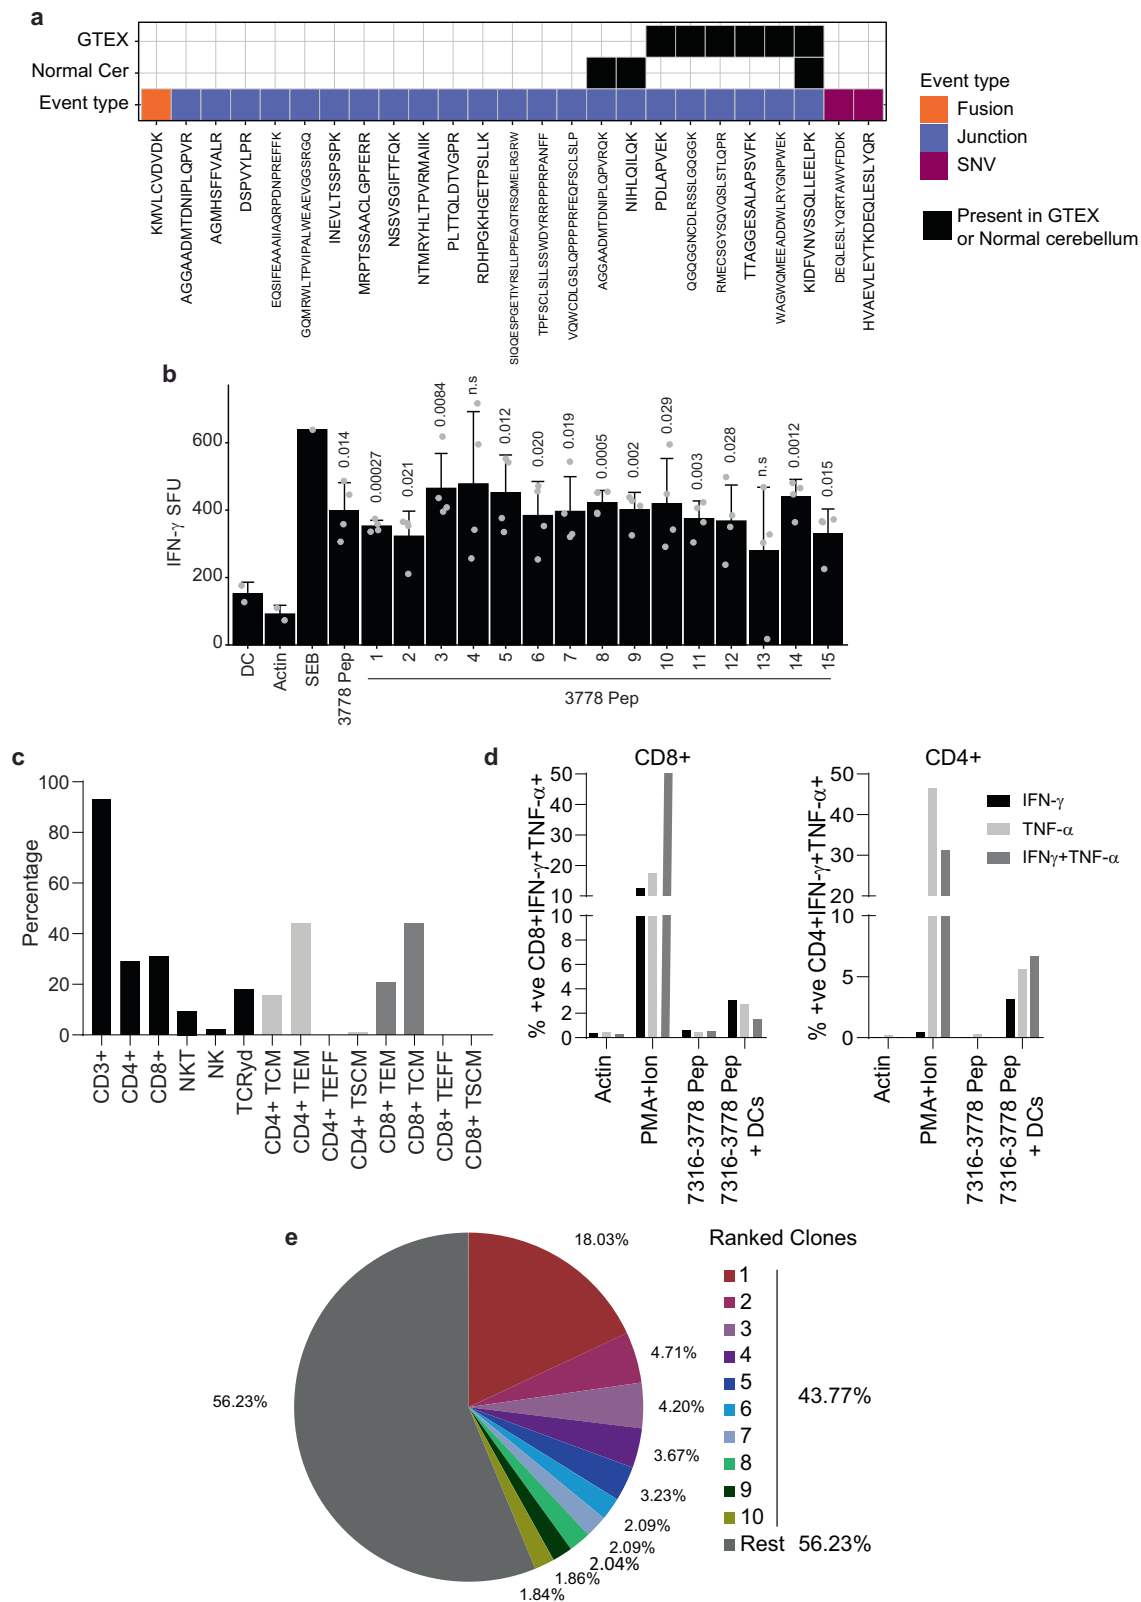 a
GTEX
Normal Cer
Event type
KMVLCVDVDK
AGGAADMTDNIPLQPVR
AGMHSFFVALR
DSPVYLPR
EQSIFEAAAIIAQRPDNPREFFK
GQMRWLTPVIPALWEAEVGGSRGQ
INEVLTSSPSPK
MRPTSSAACLGPFERR
NSSVSGIFTFQK
NTMRYHLTPVRMAIIK
PLTTQLDTVGPR
RDHPGKHGETPSLLK
SIQQESPGETIYRSLLPPEAQTRSQMELRGRW
TPFSCLSLLSSWDYRRPPPRPANFF
VQWCDLGSLQPPPPRFEQFSCLSLP
AGGAADMTDNIPLQPVRQK
NIHLQILQK
PDLAPVEK
QGQGGNCDLRSSLGQGGK
RMECSGYSQVQSLSTLQPR
TTAGGESALAPSVFK
WAGWQMEEADDWLRYGNPWEK
KIDFVNVSSQLLEELPK
DEQLESLYQRTAWVFDDK
HVAEVLEYTKDEQLESLYQR
Event type
Fusion
Junction
SNV
Present in GTEX
or Normal cerebellum
b
IFN-γ SFU
600
400
200
0
0.014
0.00027
0.021
0.0084
n.s
0.012
0.020
0.019
0.0005
0.002
0.029
0.003
0.028
n.s
0.0012
0.015
DC
Actin
SEB
3778 Pep
1
2
3
4
5
6
7
8
9
10
11
12
13
14
15
3778 Pep
c
Percentage
100
80
60
40
20
0
CD3+
CD4+
CD8+
NKT
NK
TCRyd
CD4+ TCM
CD4+ TEM
CD4+ TEFF
CD4+ TSCM
CD8+ TEM
CD8+ TCM
CD8+ TEFF
CD8+ TSCM
d
CD8+
% +ve CD8+IFN-γ+TNF-α+
50
40
30
20
10
10
8
6
4
2
0
Actin
PMA+Ion
7316-3778 Pep
7316-3778 Pep
+ DCs
CD4+
% +ve CD4+IFN-γ+TNF-α+
50
40
30
20
10
5
0
Actin
PMA+Ion
7316-3778 Pep
7316-3778 Pep
+ DCs
IFN-γ
TNF-α
IFNγ+TNF-α
e
18.03%
4.71%
4.20%
3.67%
3.23%
2.09%
2.09%
2.04%
1.86%
1.84%
56.23%
Ranked Clones
1
2
3
4
5
6
7
8
9
10
43.77%
Rest 56.23%